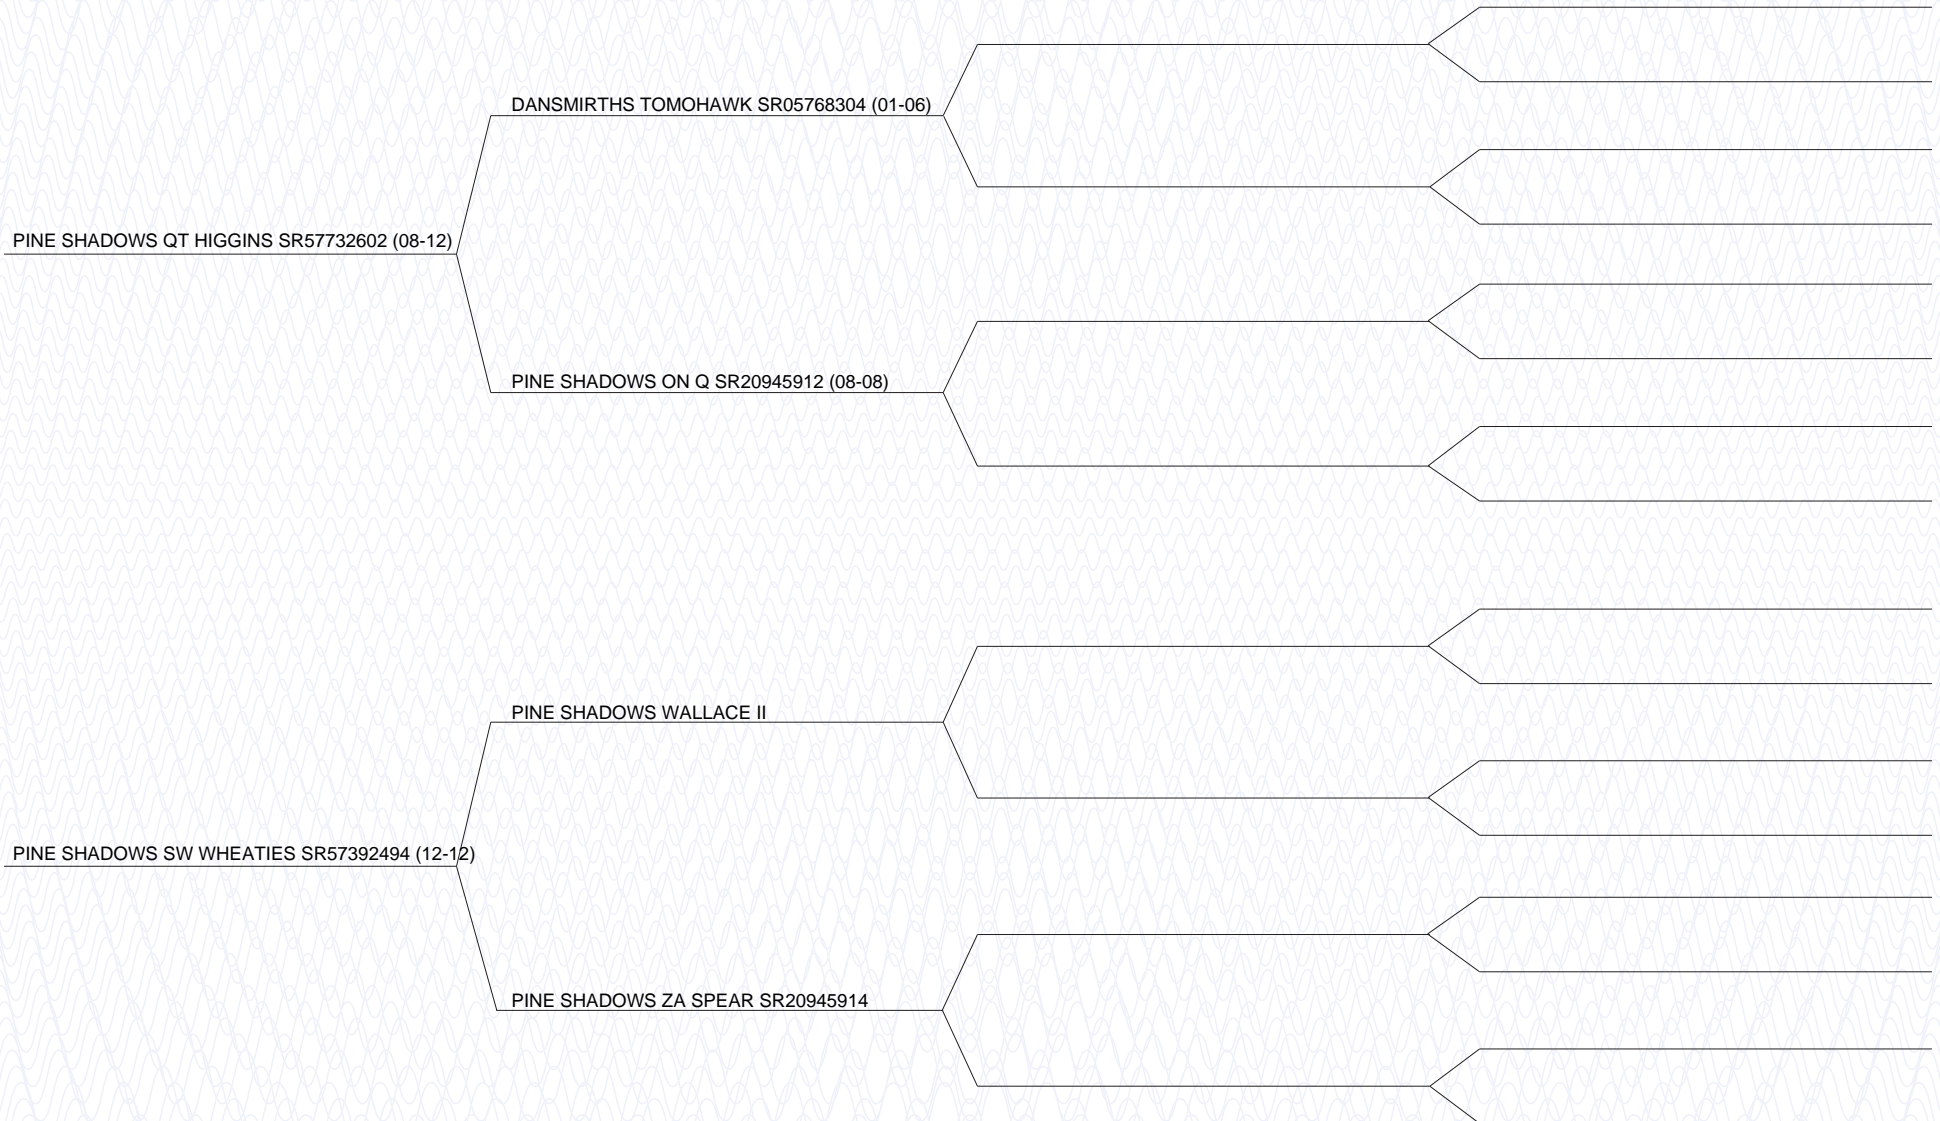 DANSMIRTHS TOMOHAWK SR05768304 (01-06)
PINE SHADOWS QT HIGGINS SR57732602 (08-12)
PINE SHADOWS ON Q SR20945912 (08-08)
PINE SHADOWS WALLACE II
PINE SHADOWS SW WHEATIES SR57392494 (12-12)
PINE SHADOWS ZA SPEAR SR20945914